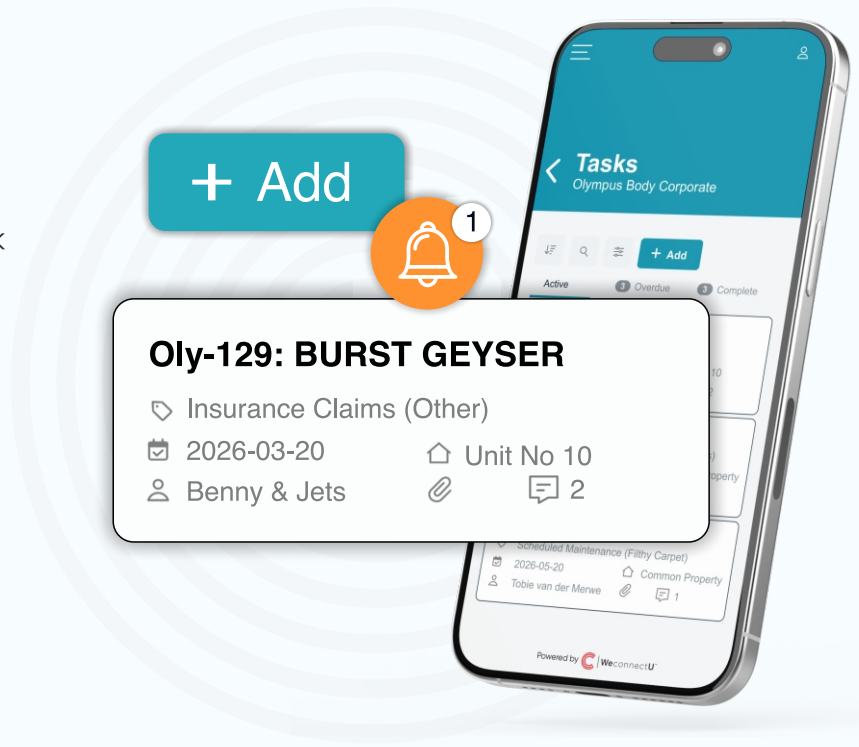 + Add
1
Oly-129: BURST GEYSER
Insurance Claims (Other)
2026-03-20
Unit No 10
Benny & Jets
2
Tasks
Olympus Body Corporate
+ Add
Active
3 Overdue
3 Complete
10
Scheduled Maintenance (Filthy Carpet)
2026-05-20
Common Property
Tobie van der Merwe
1
Powered by C | WeconnectU